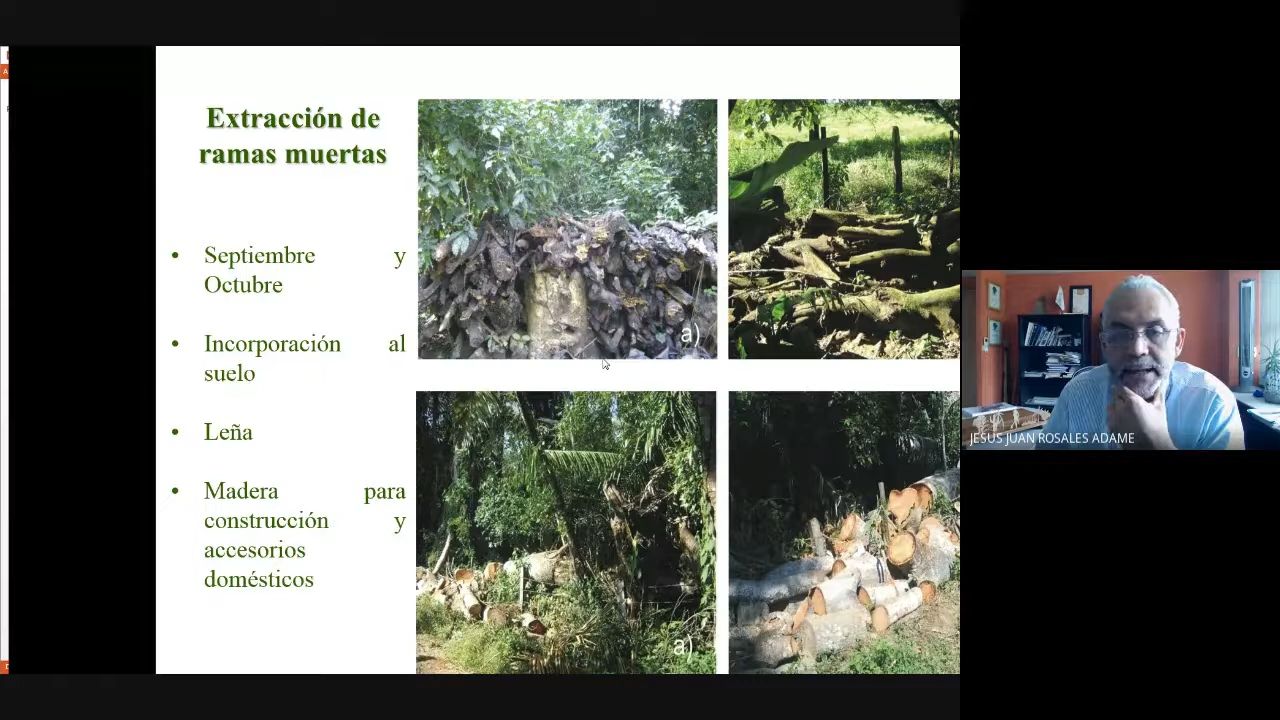 Extracción de
ramas muertas
• Septiembre y
Octubre
• Incorporación al
suelo
• Leña
• Madera para
construcción y
accesorios
domésticos
a)
a)
JESUS JUAN ROSALES ADAME